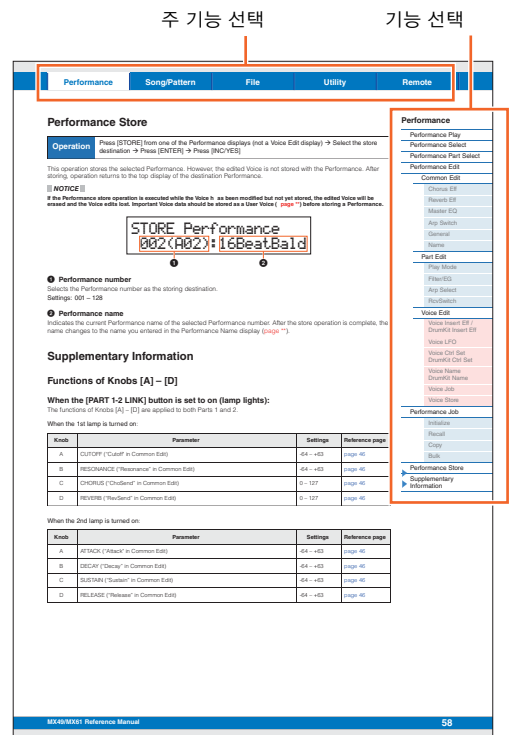 주 기능 선택
기능 선택
Performance
Song/Pattern
File
Utility
Remote
Performance Store
Operation
Press [STORE] from one of the Performance displays (not a Voice Edit display) → Select the store
destination → Press [ENTER] → Press [INC/YES]
This operation stores the selected Performance. However, the edited Voice is not stored with the Performance. After
storing, operation returns to the top display of the destination Performance.
NOTICE
If the Performance store operation is executed while the Voice h as been modified but not yet stored, the edited Voice will be
erased and the Voice edits lost. Important Voice data should be stored as a User Voice ( page **) before storing a Performance.
STORE Performance
002(A02):16BeatBald
❶ ❷
❶ Performance number
Selects the Performance number as the storing destination.
Settings: 001 – 128
❷ Performance name
Indicates the current Performance name of the selected Performance number. After the store operation is complete, the
name changes to the name you entered in the Performance Name display (page **).
Supplementary Information
Functions of Knobs [A] – [D]
When the [PART 1-2 LINK] button is set to on (lamp lights):
The functions of Knobs [A] – [D] are applied to both Parts 1 and 2.
When the 1st lamp is turned on:
Knob Parameter Settings Reference page
A CUTOFF ("Cutoff" in Common Edit) -64 – +63 page 46
B RESONANCE ("Resonance" in Common Edit) -64 – +63 page 46
C CHORUS ("ChoSend" in Common Edit) 0 – 127 page 46
D REVERB ("RevSend" in Common Edit) 0 – 127 page 46
When the 2nd lamp is turned on:
Knob Parameter Settings Reference page
A ATTACK ("Attack" in Common Edit) -64 – +63 page 46
B DECAY ("Decay" in Common Edit) -64 – +63 page 46
C SUSTAIN ("Sustain" in Common Edit) -64 – +63 page 46
D RELEASE ("Release" in Common Edit) -64 – +63 page 46
Performance
Performance Play
Performance Select
Performance Part Select
Performance Edit
Common Edit
Chorus Eff
Reverb Eff
Master EQ
Arp Switch
General
Name
Part Edit
Play Mode
Filter/EG
Arp Select
RcvSwitch
Voice Edit
Voice Insert Eff /
DrumKit Insert Eff
Voice LFO
Voice Ctrl Set
DrumKit Ctrl Set
Voice Name
DrumKit Name
Voice Job
Voice Store
Performance Job
Initialize
Recall
Copy
Bulk
Performance Store
Supplementary
Information
MX49/MX61 Reference Manual
58